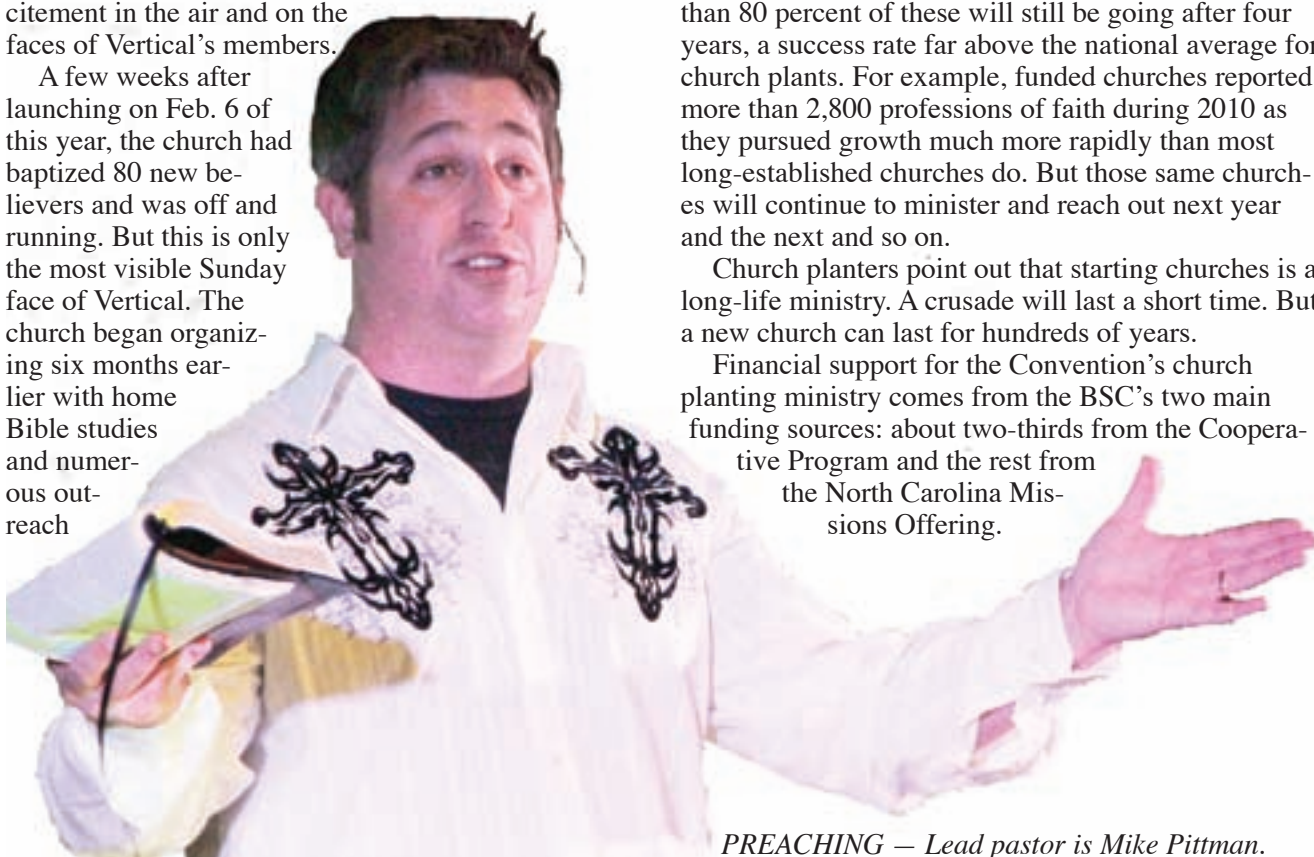 citement in the air and on the
faces of Vertical’s members.
A few weeks after
launching on Feb. 6 of
this year, the church had
baptized 80 new be-
lievers and was off and
running. But this is only
the most visible Sunday
face of Vertical. The
church began organiz-
ing six months ear-
lier with home
Bible studies
and numer-
ous out-
reach
than 80 percent of these will still be going after four
years, a success rate far above the national average for
church plants. For example, funded churches reported
more than 2,800 professions of faith during 2010 as
they pursued growth much more rapidly than most
long-established churches do. But those same church-
es will continue to minister and reach out next year
and the next and so on.
Church planters point out that starting churches is a
long-life ministry. A crusade will last a short time. But
a new church can last for hundreds of years.
Financial support for the Convention’s church
planting ministry comes from the BSC’s two main
funding sources: about two-thirds from the Coopera-
tive Program and the rest from
the North Carolina Mis-
sions Offering.
PREACHING — Lead pastor is Mike Pittman.